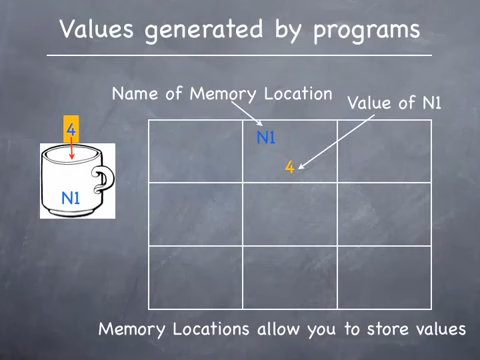 Values generated by programs
Name of Memory Location
Value of N1
4
N1
N1
4
Memory Locations allow you to store values